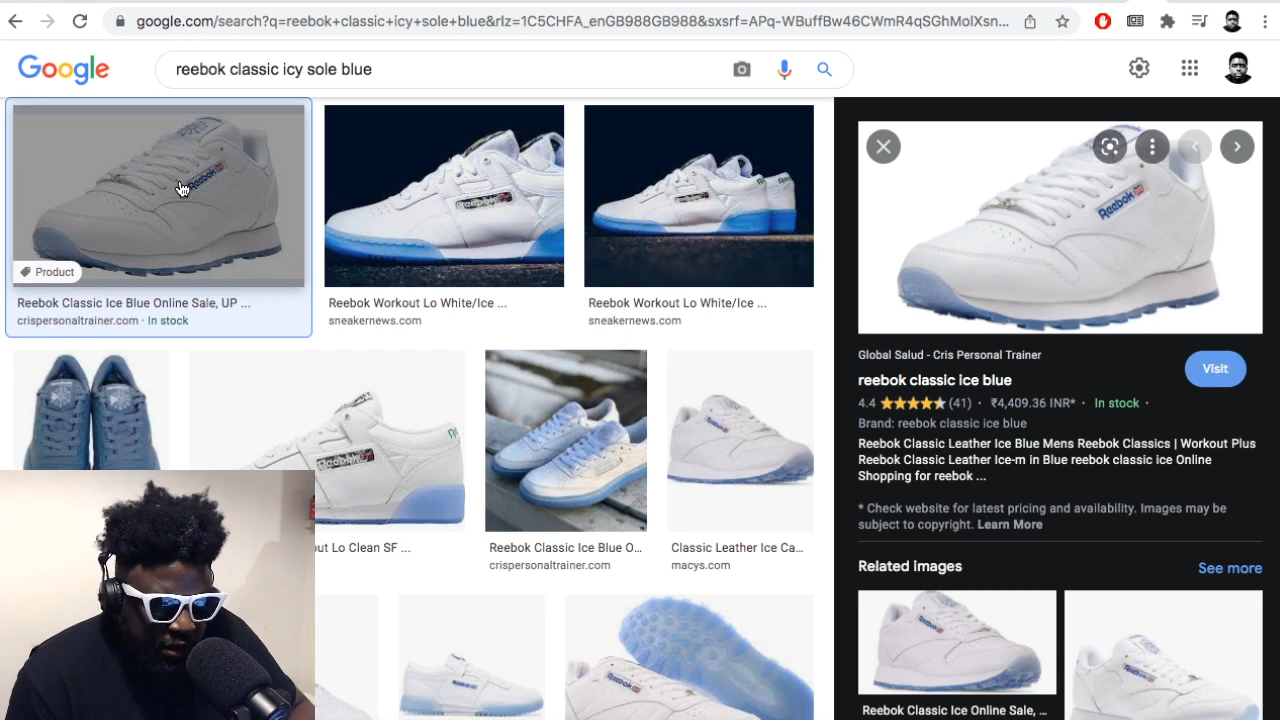 google.com/search?q=reebok+classic+icy+sole+blue&rlz=1C5CHFA_enGB988GB988&sxsrf=APq-WBuffBw46CWmR4qSGhMolXsn...
Google
reebok classic icy sole blue
Reebok
Product
Reebok Classic Ice Blue Online Sale, UP ...
crispersonaltrainer.com · In stock
Reebok Workout Lo White/Ice ...
sneakernews.com
Reebok Workout Lo White/Ice ...
sneakernews.com
Reebok
Reebok
out Lo Clean SF ...
Reebok Classic Ice Blue O...
crispersonaltrainer.com
Classic Leather Ice Ca...
macys.com
Reebok
Global Salud - Cris Personal Trainer
Visit
reebok classic ice blue
4.4 (41) · ₹4,409.36 INR* · In stock ·
Brand: reebok classic ice blue
Reebok Classic Leather Ice Blue Mens Reebok Classics | Workout Plus
Reebok Classic Leather Ice-m in Blue reebok classic ice Online
Shopping for reebok ...
* Check website for latest pricing and availability. Images may be
subject to copyright. Learn More
Related Images
See more
Reebok Classic Ice Online Sale, ...